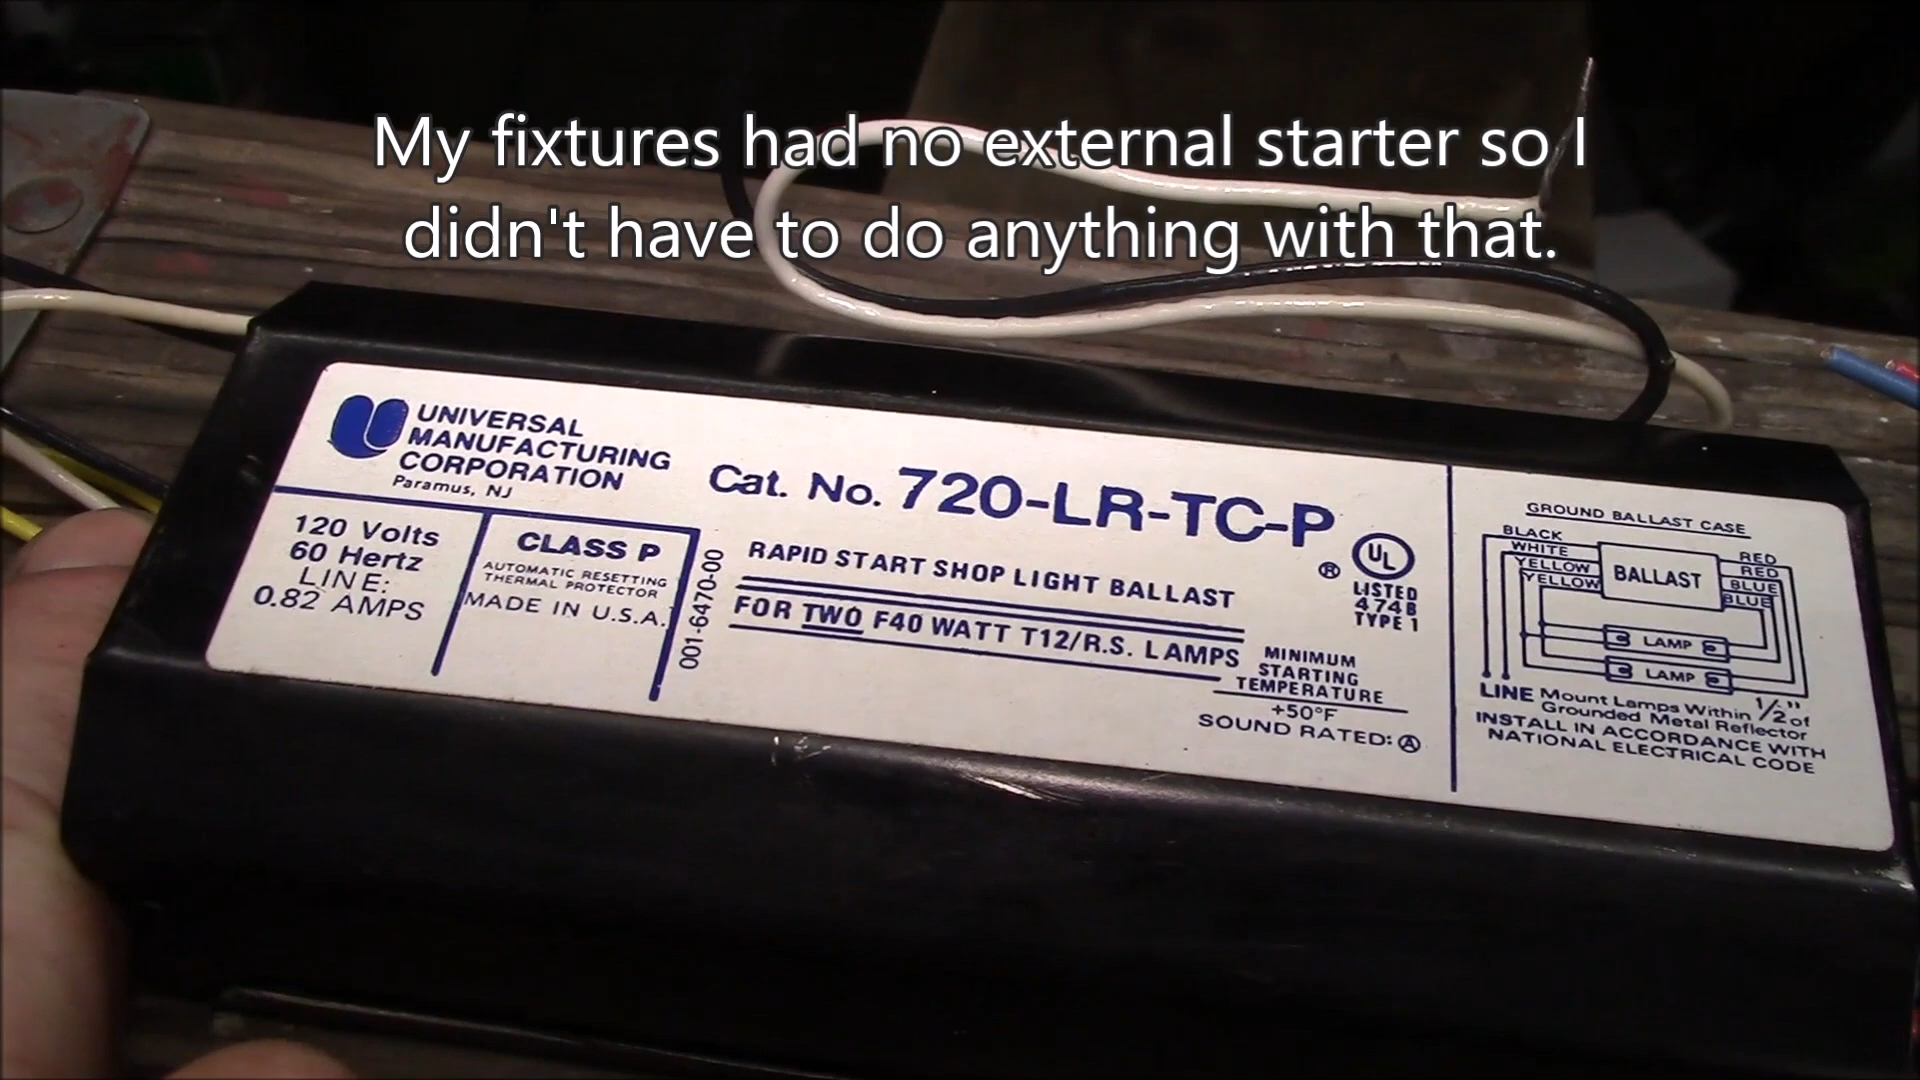 My fixtures had no external starter so I
didn't have to do anything with that.
UNIVERSAL
MANUFACTURING
CORPORATION
Paramus, NJ
Cat. No. 720-LR-TC-P
®
120 Volts
60 Hertz
LINE:
0.82 AMPS
CLASS P
AUTOMATIC RESETTING
THERMAL PROTECTOR
MADE IN U.S.A.
001-6470-00
RAPID START SHOP LIGHT BALLAST
FOR TWO F40 WATT T12/R.S. LAMPS
UL
LISTED
474B
TYPE 1
MINIMUM
STARTING
TEMPERATURE
+50°F
SOUND RATED: Ⓐ
GROUND BALLAST CASE
BLACK
WHITE
YELLOW
YELLOW
BALLAST
RED
RED
BLUE
BLUE
LAMP
LAMP
LINE Mount Lamps Within 1/2" of
Grounded Metal Reflector
INSTALL IN ACCORDANCE WITH
NATIONAL ELECTRICAL CODE